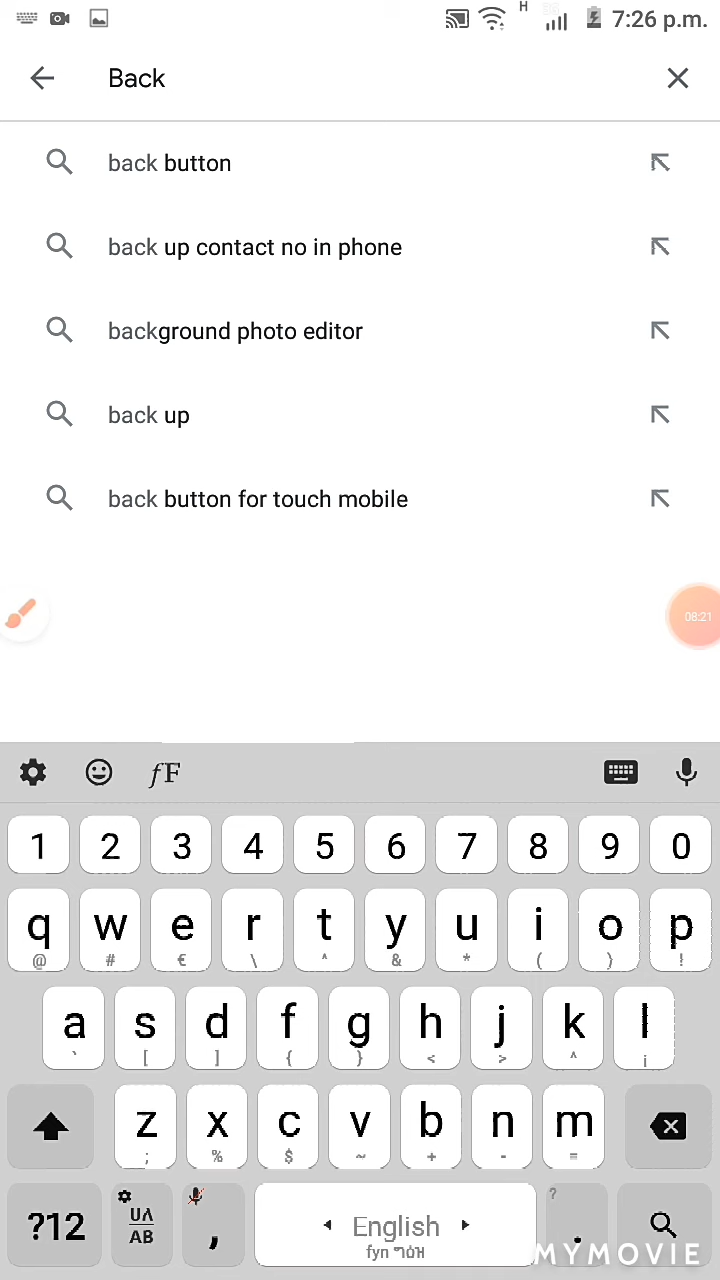 H 7:26 p.m.
Back
back button
back up contact no in phone
background photo editor
back up
back button for touch mobile
08:21
fF
1 2 3 4 5 6 7 8 9 0
q w e r t y u i o p
@ # € \ ^ & * ( ) !
a s d f g h j k l
` [ ] { } < > ^ ¡
z x c v b n m
; % $ ~ + - =
?12 AB , English . ?
MYMOVIE